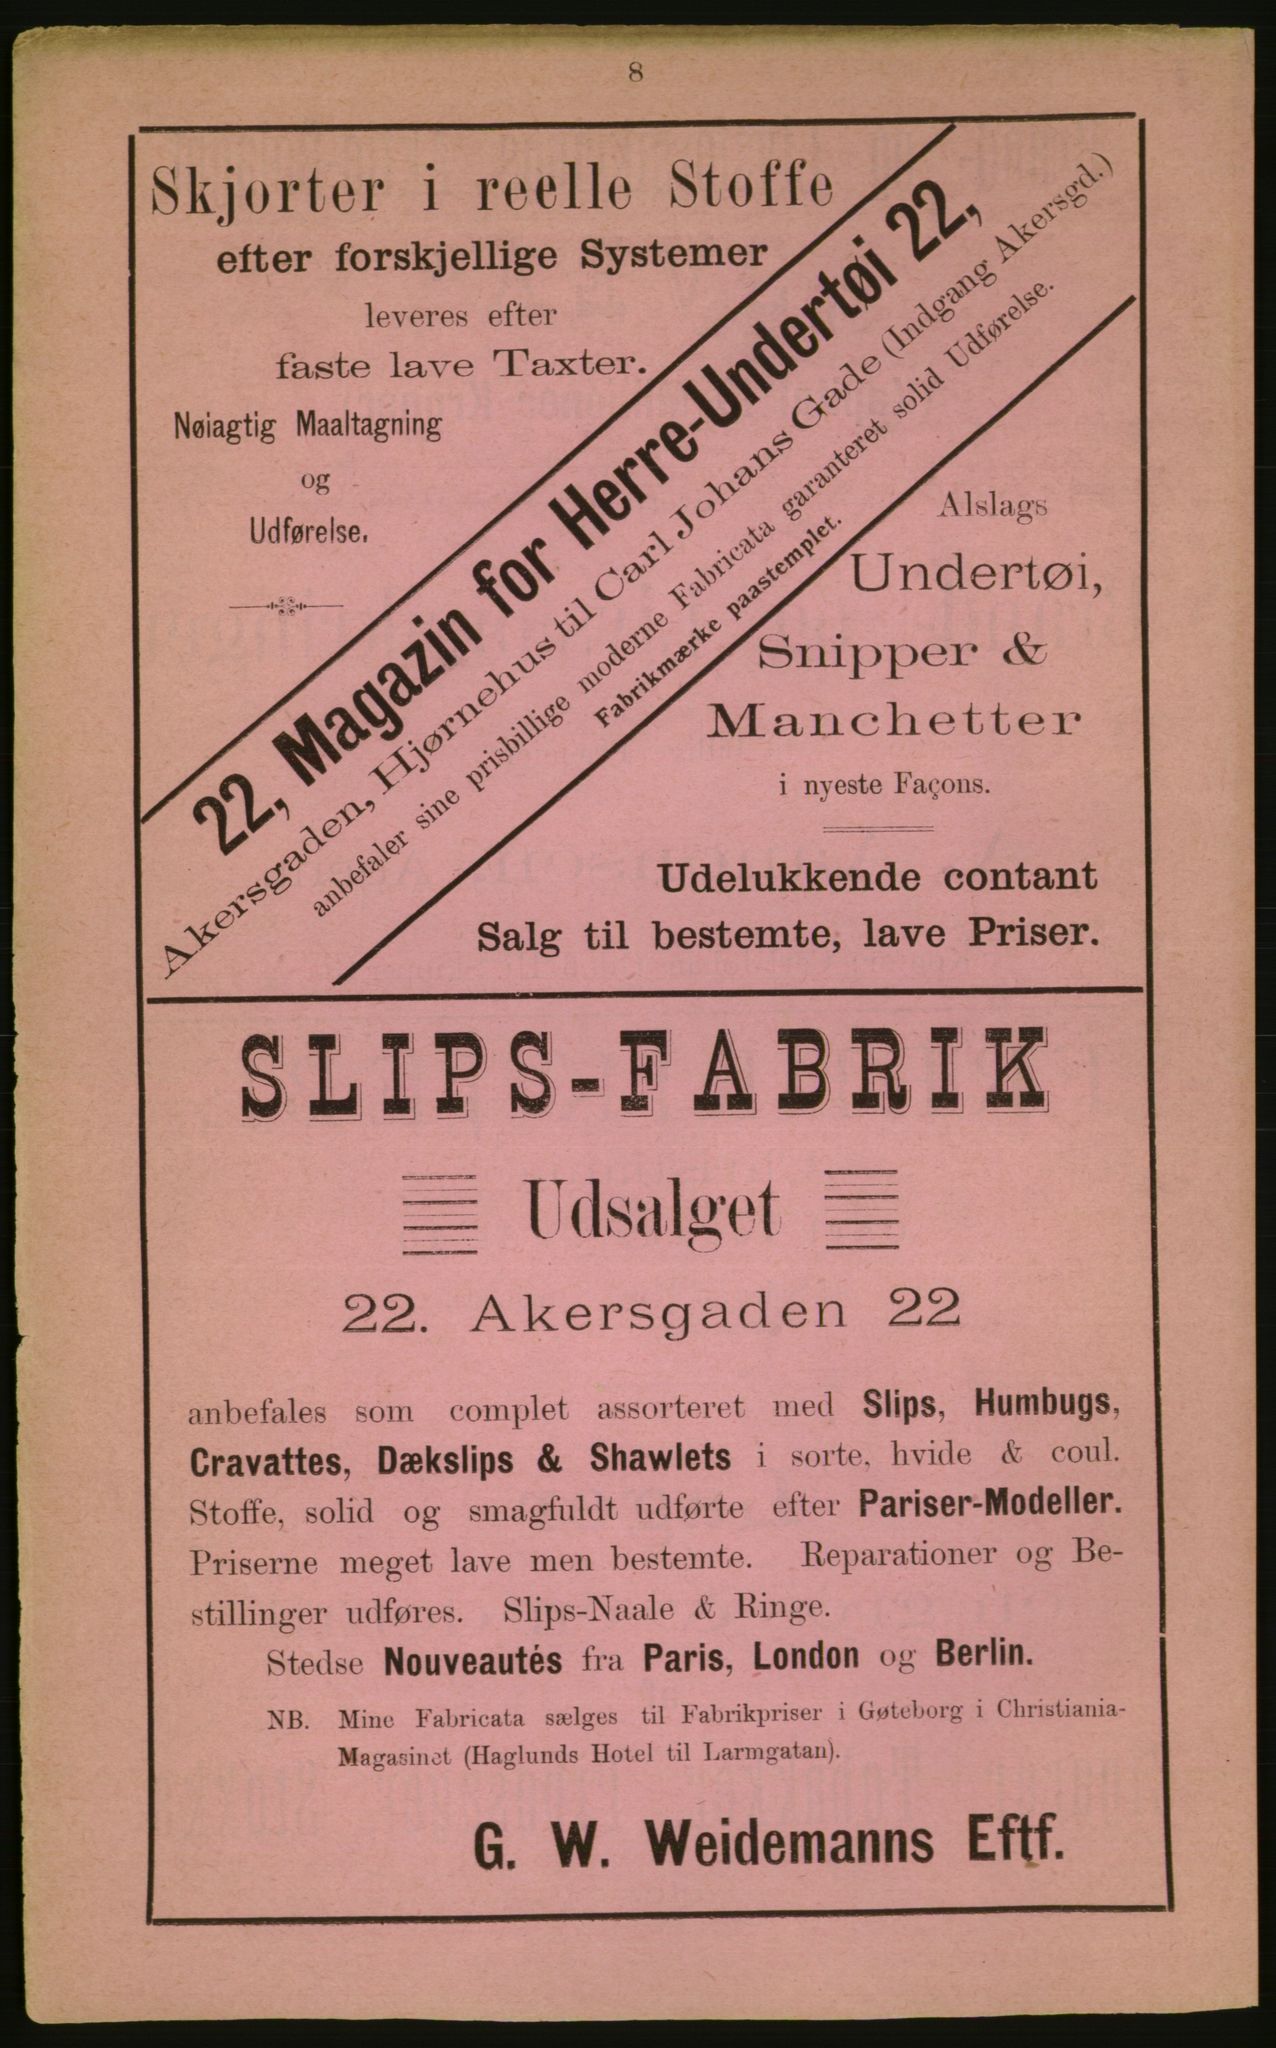 8
Skjorter i reelle Stoffe
efter forskjellige Systemer
leveres efter
faste lave Taxter.
Nøiagtig Maaltagning
og
Udførelse.
22, Magazin for Herre-Undertøi 22,
Akersgaden, Hjørnehus til Carl Johans Gade (Indgang Akersgd.)
anbefaler sine prisbillige moderne Fabricata garanteret solid Udførelse.
Fabrikmærke paastemplet.
Alslags
Undertøi,
Snipper &
Manchetter
i nyeste Façons.
Udelukkende contant
Salg til bestemte, lave Priser.
SLIPS-FABRIK
Udsalget
22. Akersgaden 22
anbefales som complet assorteret med Slips, Humbugs,
Cravattes, Dækslips & Shawlets i sorte, hvide & coul.
Stoffe, solid og smagfuldt udførte efter Pariser-Modeller.
Priserne meget lave men bestemte. Reparationer og Be-
stillinger udføres. Slips-Naale & Ringe.
Stedse Nouveautés fra Paris, London og Berlin.
NB. Mine Fabricata sælges til Fabrikpriser i Gøteborg i Christiania-
Magasinet (Haglunds Hotel til Larmgatan).
G. W. Weidemanns Eftf.